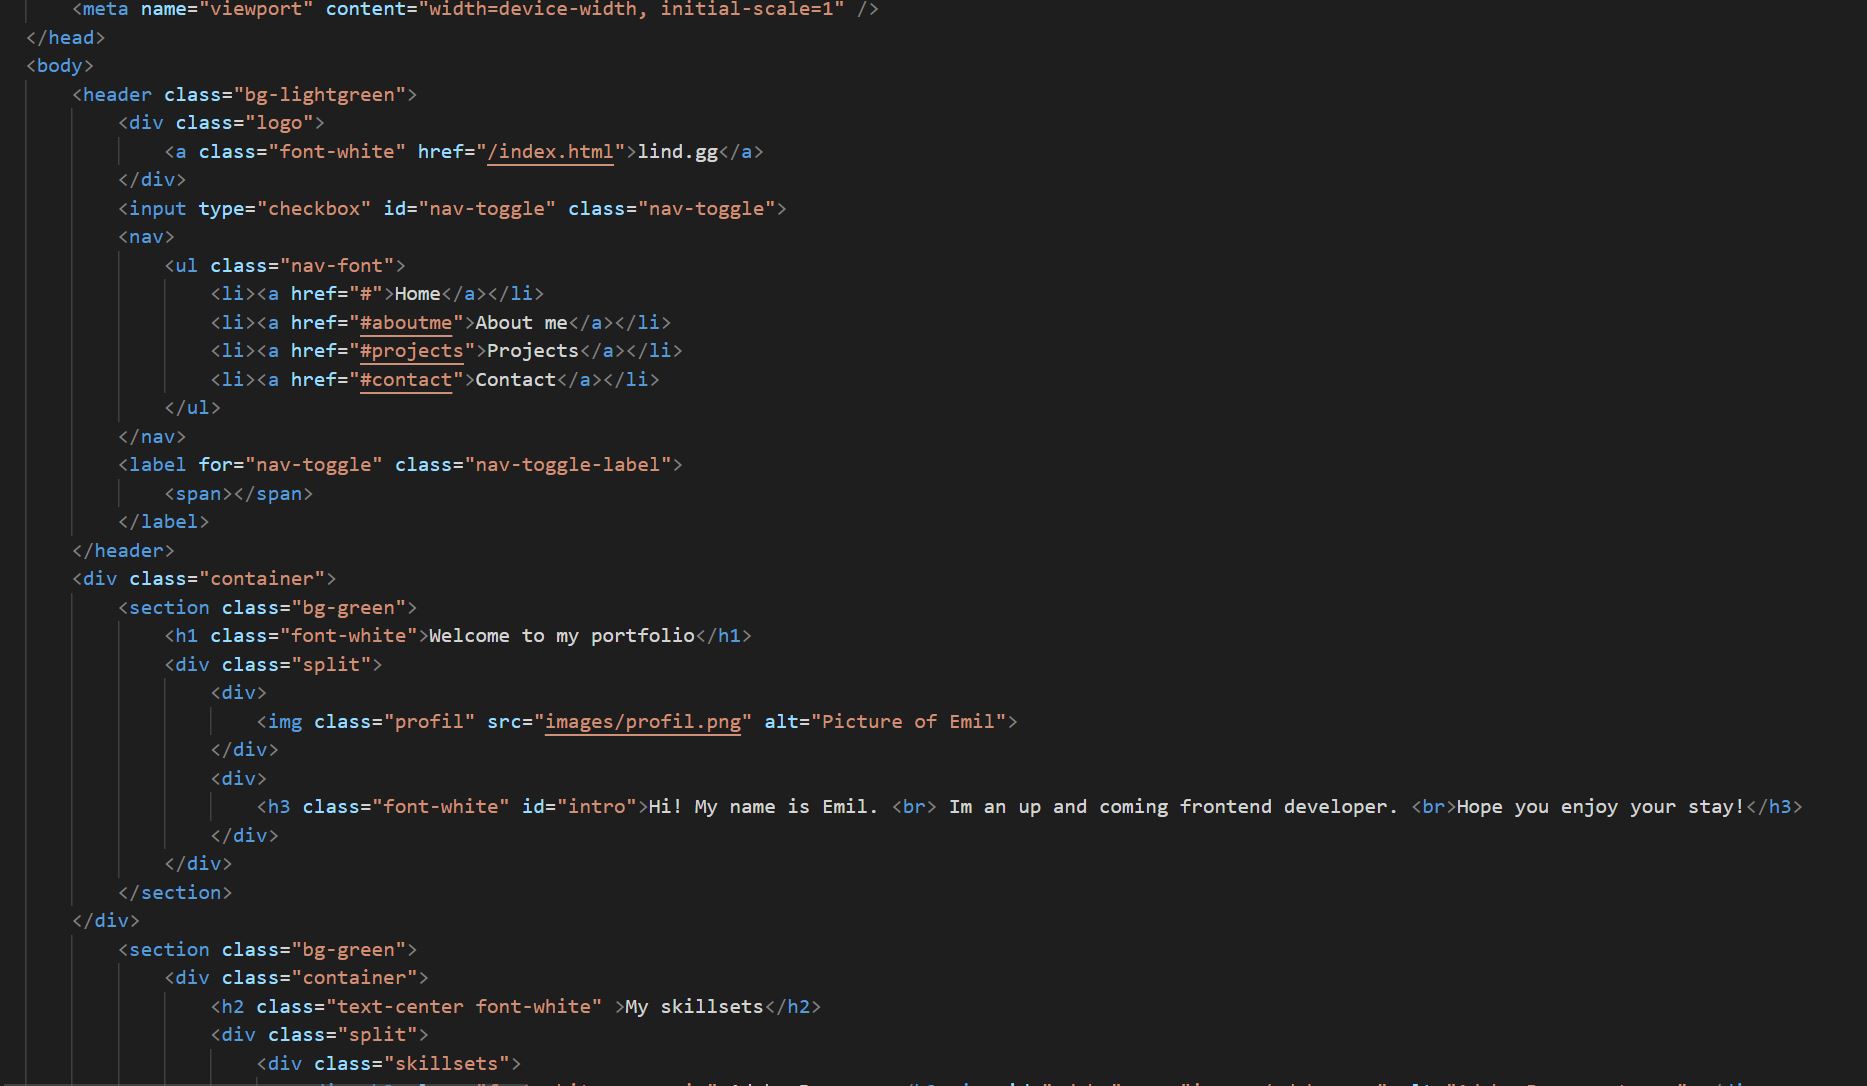 <meta name="viewport" content="width=device-width, initial-scale=1" />
</head>
<body>
<header class="bg-lightgreen">
<div class="logo">
<a class="font-white" href="/index.html">lind.gg</a>
</div>
<input type="checkbox" id="nav-toggle" class="nav-toggle">
<nav>
<ul class="nav-font">
<li><a href="#">Home</a></li>
<li><a href="#aboutme">About me</a></li>
<li><a href="#projects">Projects</a></li>
<li><a href="#contact">Contact</a></li>
</ul>
</nav>
<label for="nav-toggle" class="nav-toggle-label">
<span></span>
</label>
</header>
<div class="container">
<section class="bg-green">
<h1 class="font-white">Welcome to my portfolio</h1>
<div class="split">
<div>
<img class="profil" src="images/profil.png" alt="Picture of Emil">
</div>
<div>
<h3 class="font-white" id="intro">Hi! My name is Emil. <br> Im an up and coming frontend developer. <br>Hope you enjoy your stay!</h3>
</div>
</div>
</section>
</div>
<section class="bg-green">
<div class="container">
<h2 class="text-center font-white" >My skillsets</h2>
<div class="split">
<div class="skillsets">